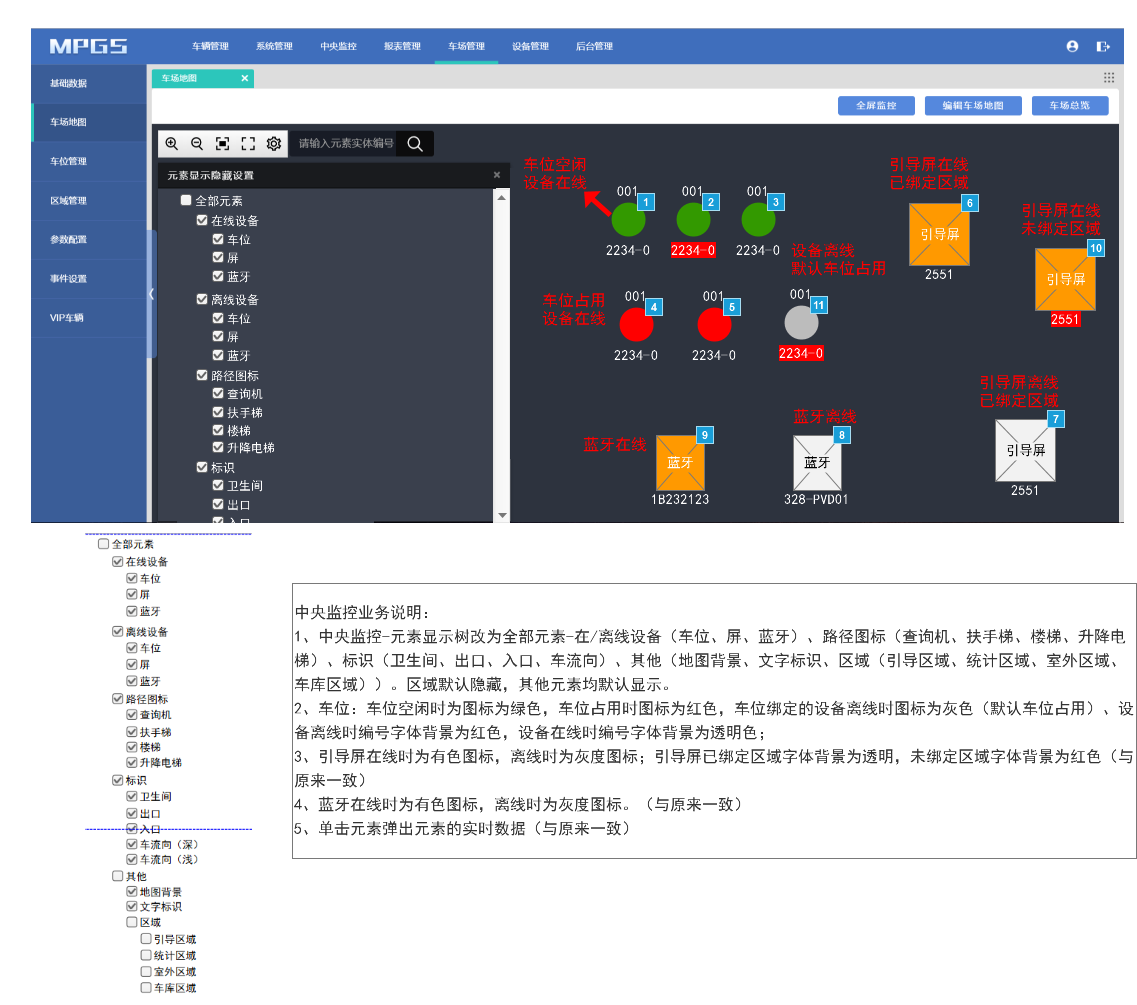 MPGS
车辆管理
系统管理
中央监控
报表管理
车场管理
设备管理
后台管理
基础数据
车场地图
车位管理
区域管理
参数配置
事件设置
VIP车辆
车场地图 ×
全屏监控
编辑车场地图
车场总览
请输入元素实体编号
元素显示隐藏设置 ×
全部元素
在线设备
车位
屏
蓝牙
离线设备
车位
屏
蓝牙
路径图标
查询机
扶手梯
楼梯
升降电梯
标识
卫生间
出口
入口
车位空闲
设备在线
001 1
2234-0
001 2
2234-0
001 3
2234-0
设备离线
默认车位占用
车位占用
设备在线
001 4
2234-0
001 5
2234-0
001 11
2234-0
引导屏在线
已绑定区域
6
引导屏
2551
引导屏在线
未绑定区域
10
引导屏
2551
引导屏离线
已绑定区域
7
引导屏
2551
蓝牙在线
9
蓝牙
1B232123
蓝牙离线
8
蓝牙
328-PVD01
全部元素
在线设备
车位
屏
蓝牙
离线设备
车位
屏
蓝牙
路径图标
查询机
扶手梯
楼梯
升降电梯
标识
卫生间
出口
入口
车流向（深）
车流向（浅）
其他
地图背景
文字标识
区域
引导区域
统计区域
室外区域
车库区域
中央监控业务说明：
1、中央监控-元素显示树改为全部元素-在/离线设备（车位、屏、蓝牙）、路径图标（查询机、扶手梯、楼梯、升降电
梯）、标识（卫生间、出口、入口、车流向）、其他（地图背景、文字标识、区域（引导区域、统计区域、室外区域、
车库区域））。区域默认隐藏，其他元素均默认显示。
2、车位：车位空闲时为图标为绿色，车位占用时图标为红色，车位绑定的设备离线时图标为灰色（默认车位占用）、设
备离线时编号字体背景为红色，设备在线时编号字体背景为透明色；
3、引导屏在线时为有色图标，离线时为灰度图标；引导屏已绑定区域字体背景为透明，未绑定区域字体背景为红色（与
原来一致）
4、蓝牙在线时为有色图标，离线时为灰度图标。（与原来一致）
5、单击元素弹出元素的实时数据（与原来一致）